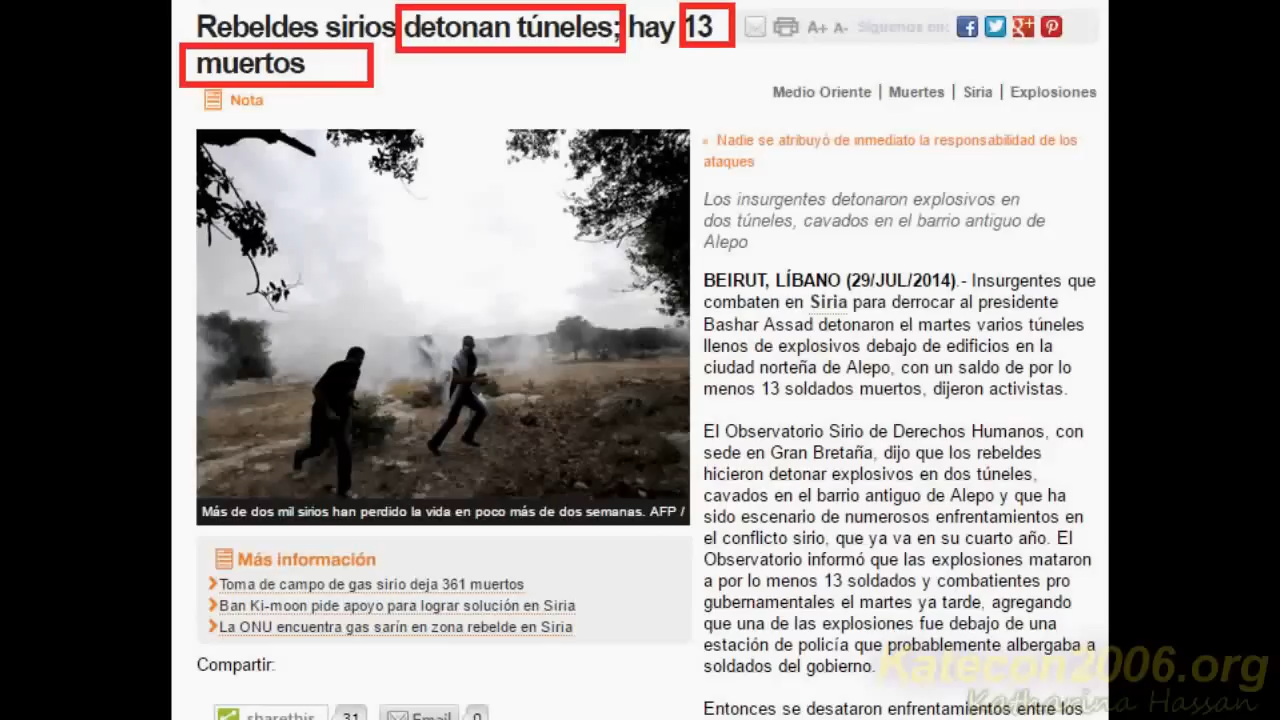 Rebeldes sirios detonan túneles; hay 13
muertos
A+ A- Síguenos en:
Nota
Medio Oriente | Muertes | Siria | Explosiones
Más de dos mil sirios han perdido la vida en poco más de dos semanas. AFP /
Más información
Toma de campo de gas sirio deja 361 muertos
Ban Ki-moon pide apoyo para lograr solución en Siria
La ONU encuentra gas sarín en zona rebelde en Siria
Compartir:
sharethis 31 Email 0
Nadie se atribuyó de inmediato la responsabilidad de los
ataques
Los insurgentes detonaron explosivos en
dos túneles, cavados en el barrio antiguo de
Alepo
BEIRUT, LÍBANO (29/JUL/2014).- Insurgentes que
combaten en Siria para derrocar al presidente
Bashar Assad detonaron el martes varios túneles
llenos de explosivos debajo de edificios en la
ciudad norteña de Alepo, con un saldo de por lo
menos 13 soldados muertos, dijeron activistas.
El Observatorio Sirio de Derechos Humanos, con
sede en Gran Bretaña, dijo que los rebeldes
hicieron detonar explosivos en dos túneles,
cavados en el barrio antiguo de Alepo y que ha
sido escenario de numerosos enfrentamientos en
el conflicto sirio, que ya va en su cuarto año. El
Observatorio informó que las explosiones mataron
a por lo menos 13 soldados y combatientes pro
gubernamentales el martes ya tarde, agregando
que una de las explosiones fue debajo de una
estación de policía que probablemente albergaba a
soldados del gobierno.
Entonces se desataron enfrentamientos entre los
Katecon2006.org
Katharina Hassan